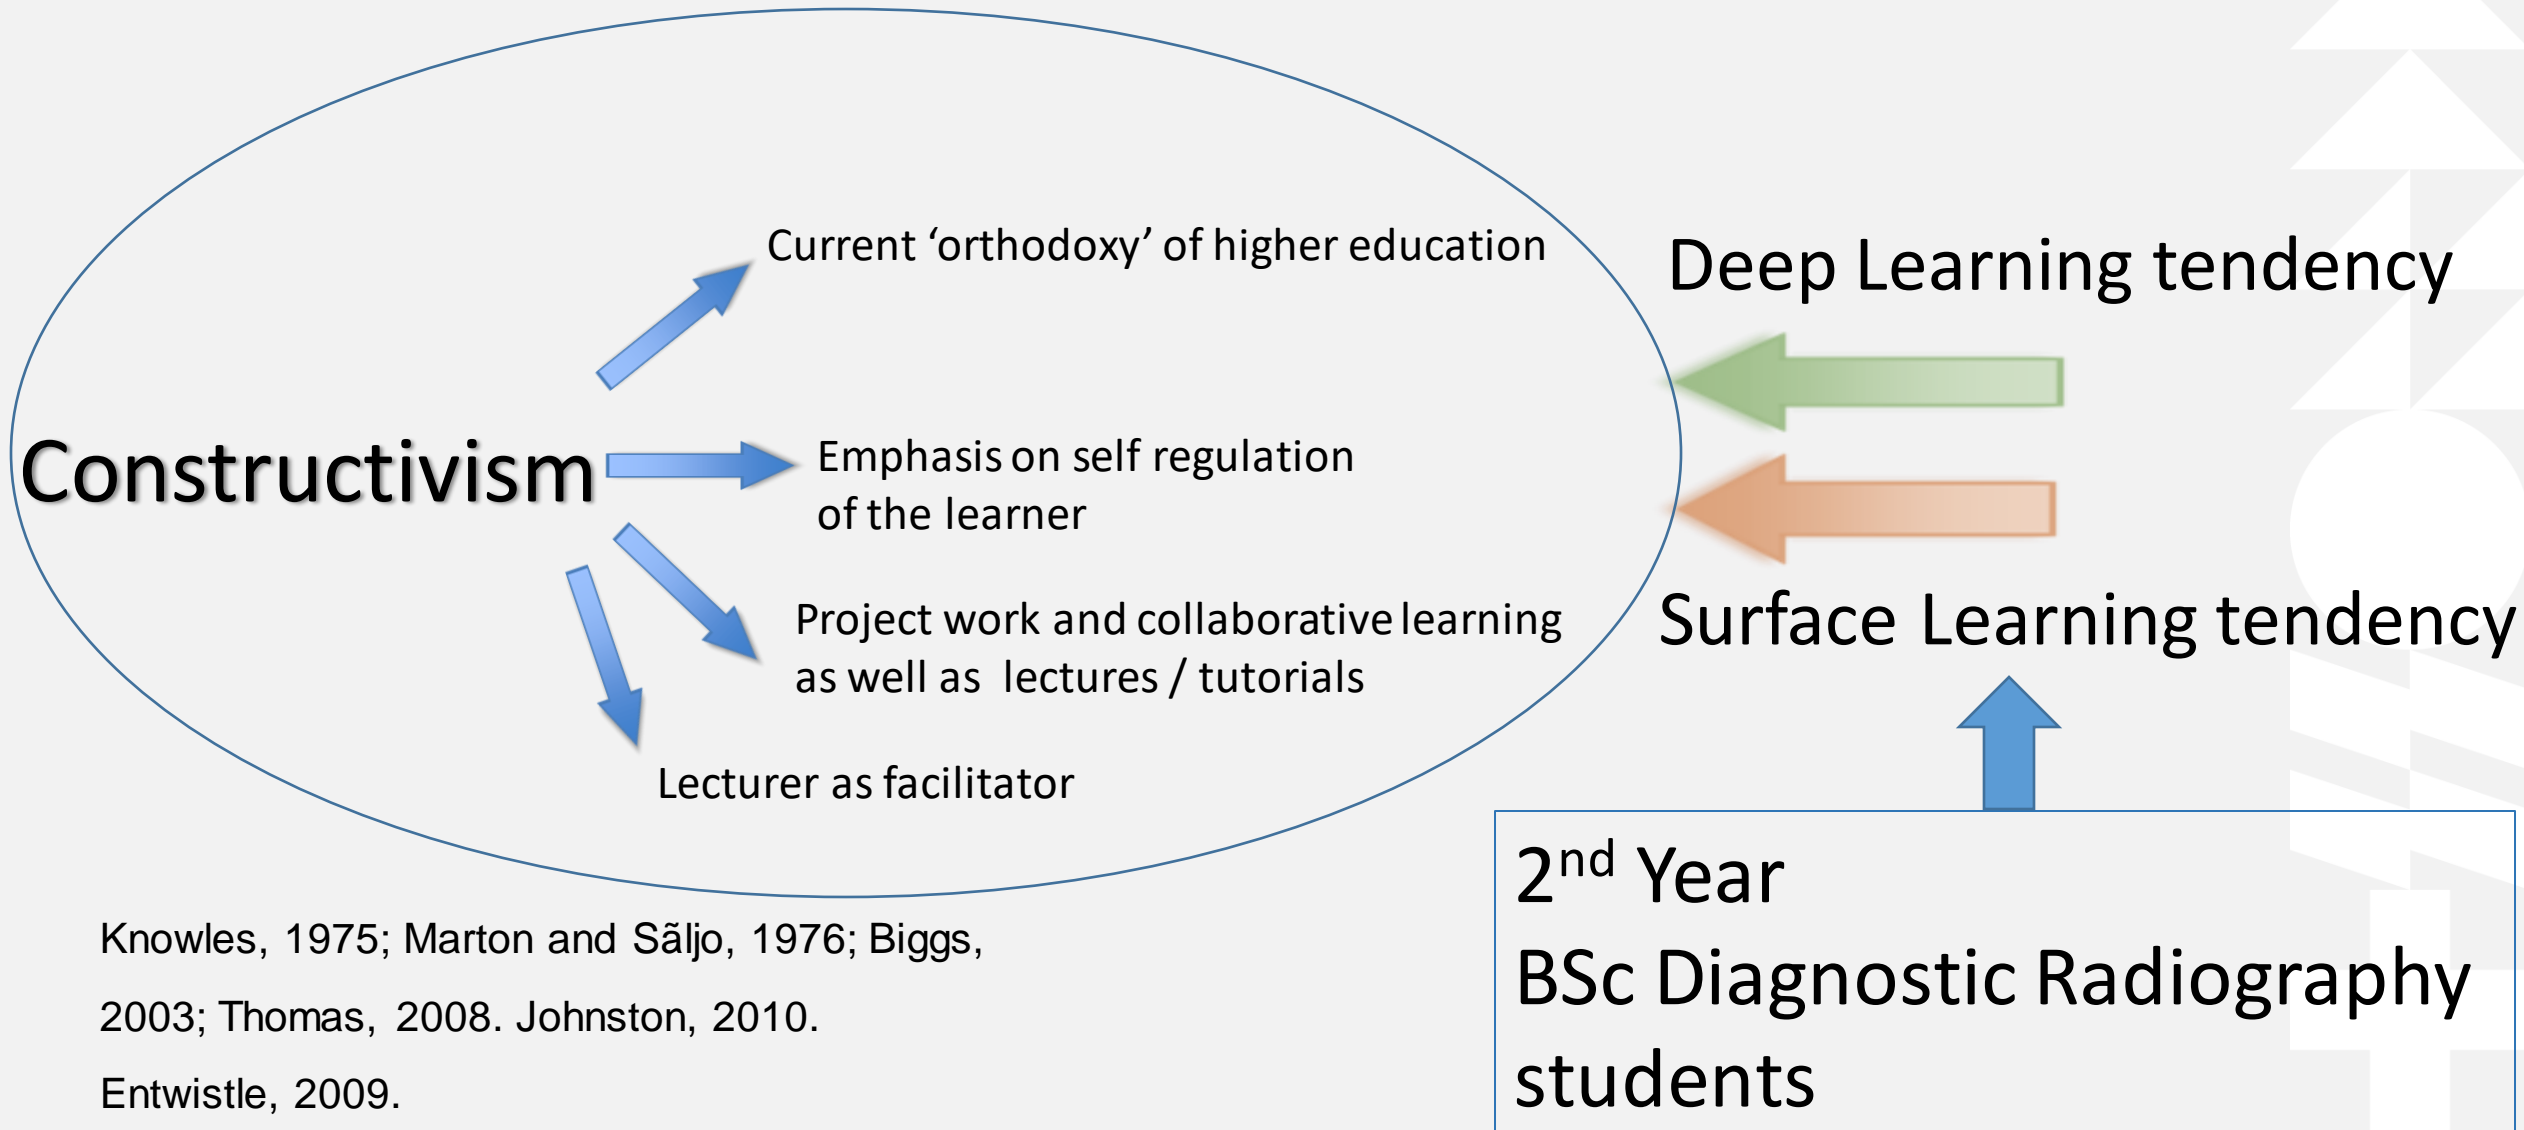 Current ‘orthodoxy’ of higher education
Constructivism
Emphasis on self regulation
of the learner
Project work and collaborative learning
as well as lectures / tutorials
Lecturer as facilitator
Deep Learning tendency
Surface Learning tendency
2nd Year
BSc Diagnostic Radiography
students
Knowles, 1975; Marton and Sãljo, 1976; Biggs,
2003; Thomas, 2008. Johnston, 2010.
Entwistle, 2009.